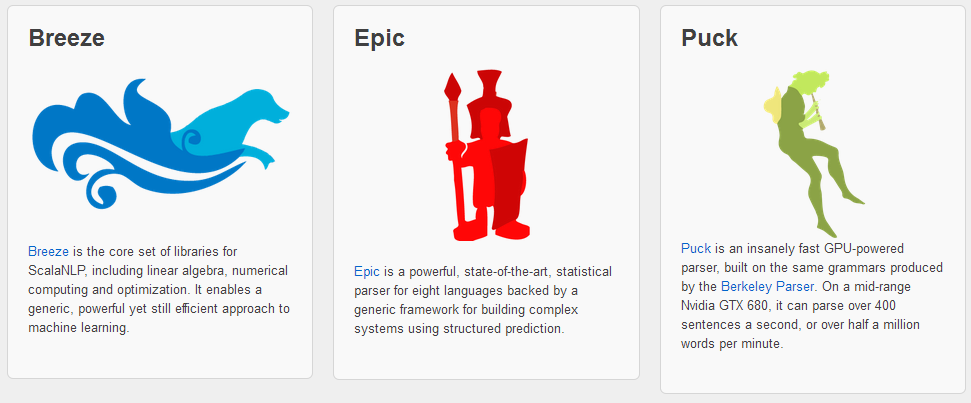 Breeze
Breeze is the core set of libraries for
ScalaNLP, including linear algebra, numerical
computing and optimization. It enables a
generic, powerful yet still efficient approach to
machine learning.
Epic
Epic is a powerful, state-of-the-art, statistical
parser for eight languages backed by a
generic framework for building complex
systems using structured prediction.
Puck
Puck is an insanely fast GPU-powered
parser, built on the same grammars produced
by the Berkeley Parser. On a mid-range
Nvidia GTX 680, it can parse over 400
sentences a second, or over half a million
words per minute.